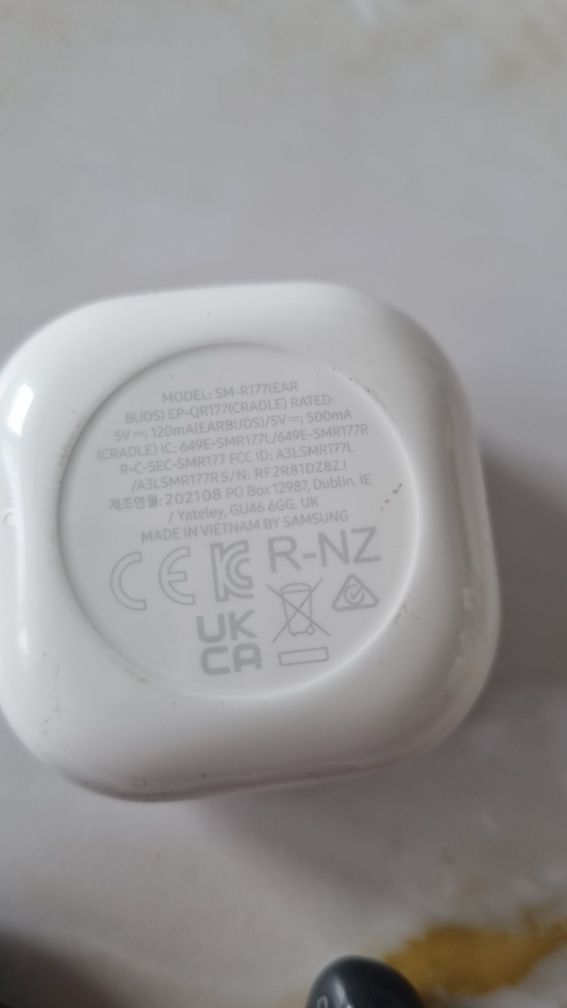 MODEL: SM-R177(EAR
BUDS) EP-QR177(CRADLE) RATED:
5V ⎓; 120mA(EARBUDS)/5V ⎓; 500mA
(CRADLE) IC: 649E-SMR177L/649E-SMR177R
R-C-SEC-SMR177 FCC ID: A3LSMR177L
/A3LSMR177R S/N: RF2R81DZ8ZJ
제조연월: 202108 PO Box 12987, Dublin. IE
/ Yateley, GU46 6GG. UK
MADE IN VIETNAM BY SAMSUNG
CE KC R-NZ
UK
CA